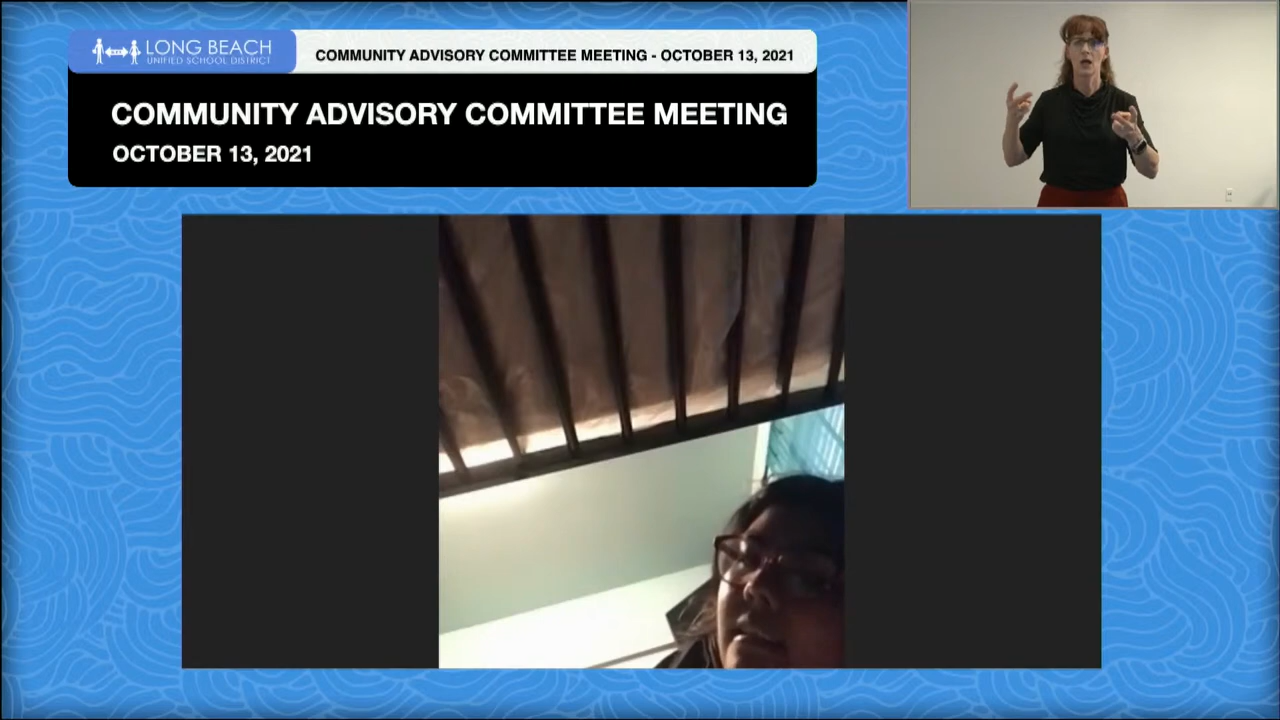 LONG BEACH
UNIFIED SCHOOL DISTRICT
COMMUNITY ADVISORY COMMITTEE MEETING - OCTOBER 13, 2021
COMMUNITY ADVISORY COMMITTEE MEETING
OCTOBER 13, 2021